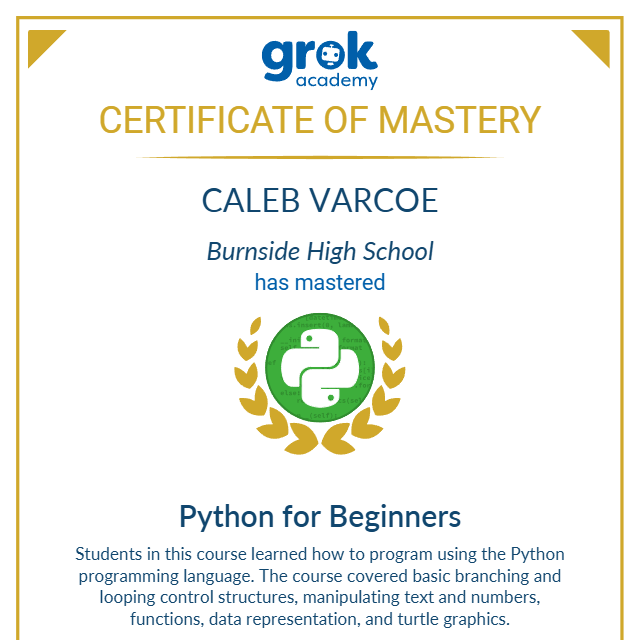 grok
academy
CERTIFICATE OF MASTERY
CALEB VARCOE
Burnside High School
has mastered
Python for Beginners
Students in this course learned how to program using the Python
programming language. The course covered basic branching and
looping control structures, manipulating text and numbers,
functions, data representation, and turtle graphics.